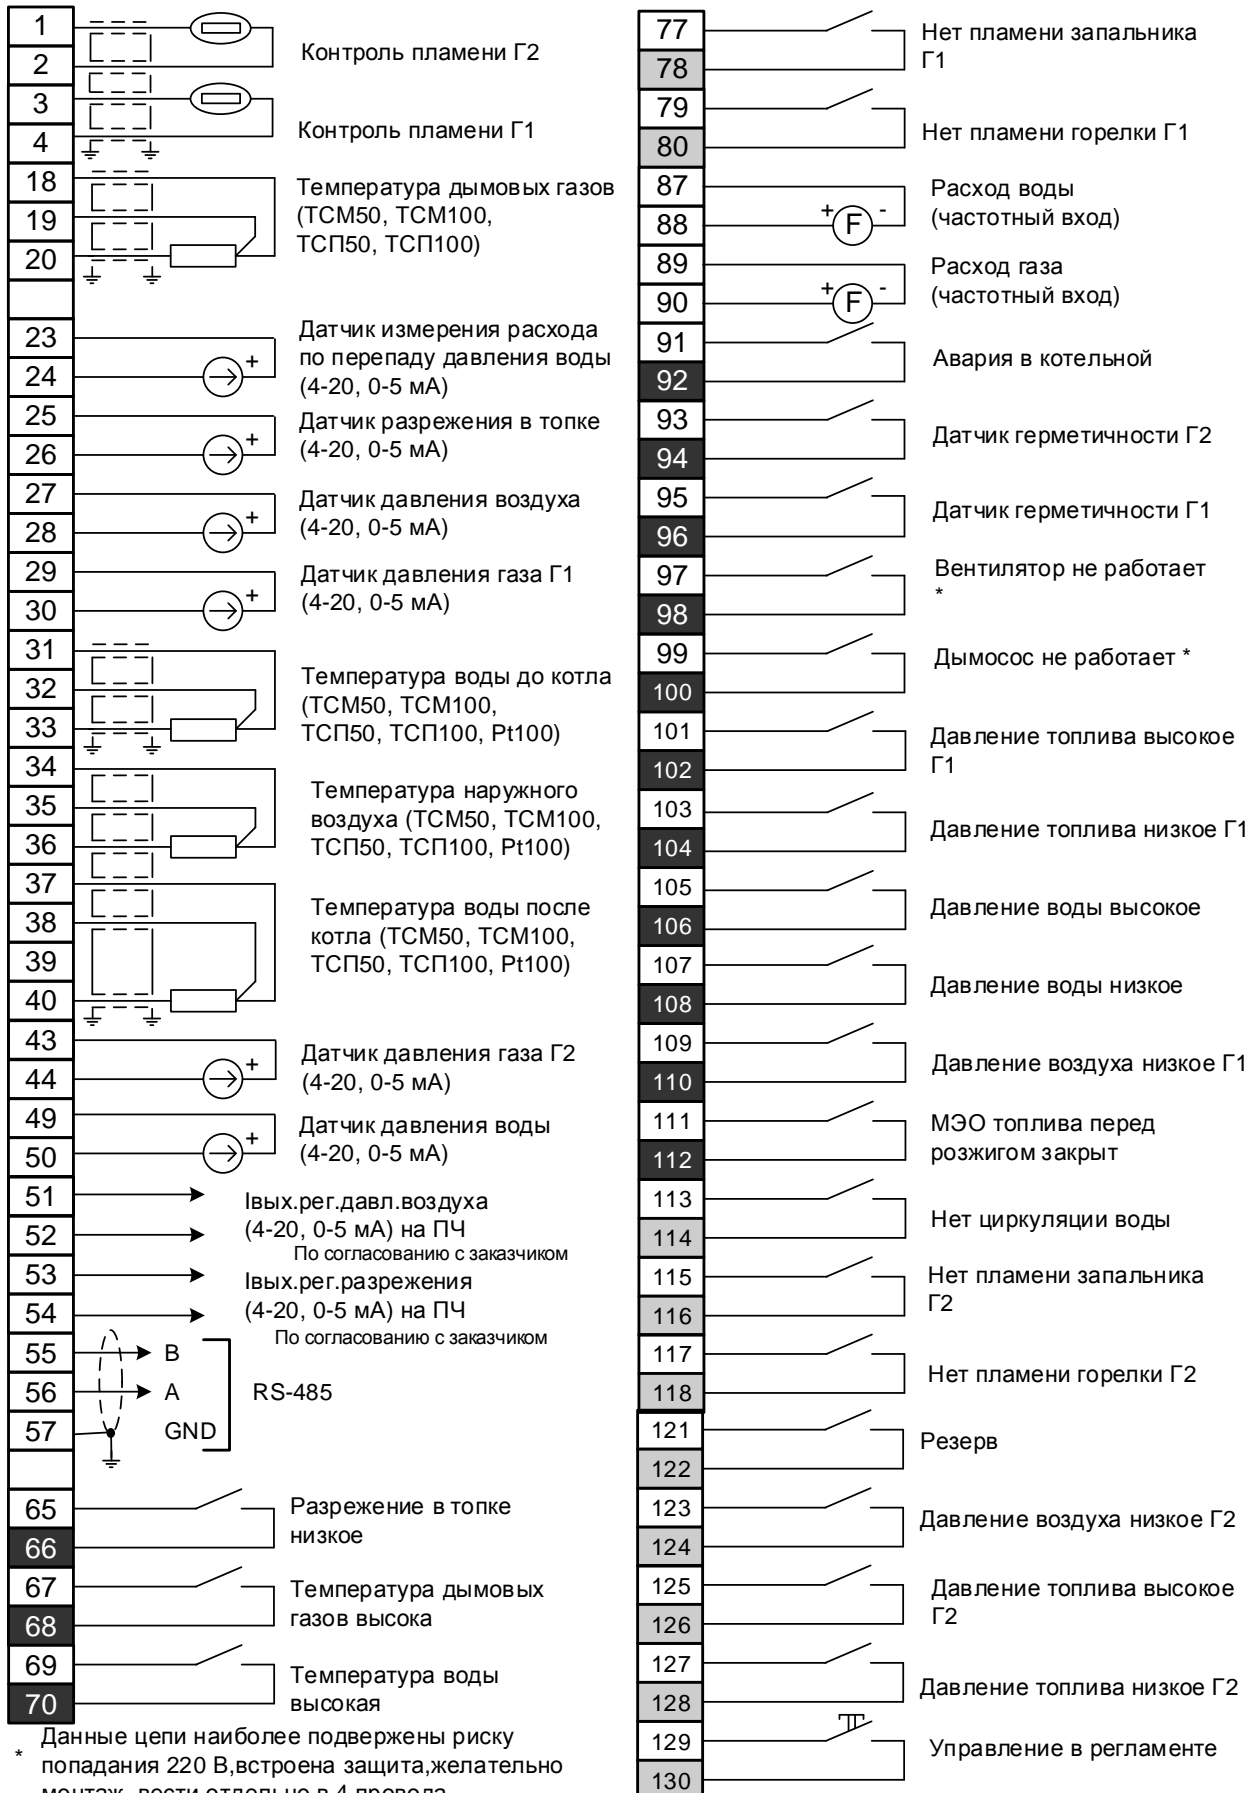 1
2
Контроль пламени Г2
3
4
Контроль пламени Г1
18
19
20
Температура дымовых газов
(ТСМ50, ТСМ100,
ТСП50, ТСП100)
23
24
Датчик измерения расхода
по перепаду давления воды
(4-20, 0-5 мА)
+
25
26
Датчик разрежения в топке
(4-20, 0-5 мА)
+
27
28
Датчик давления воздуха
(4-20, 0-5 мА)
+
29
30
Датчик давления газа Г1
(4-20, 0-5 мА)
+
31
32
33
Температура воды до котла
(ТСМ50, ТСМ100,
ТСП50, ТСП100, Pt100)
34
35
36
Температура наружного
воздуха (ТСМ50, ТСМ100,
ТСП50, ТСП100, Pt100)
37
38
39
40
Температура воды после
котла (ТСМ50, ТСМ100,
ТСП50, ТСП100, Pt100)
43
44
Датчик давления газа Г2
(4-20, 0-5 мА)
+
49
50
Датчик давления воды
(4-20, 0-5 мА)
+
51
52
Iвых.рег.давл.воздуха
(4-20, 0-5 мА) на ПЧ
По согласованию с заказчиком
53
54
Iвых.рег.разрежения
(4-20, 0-5 мА) на ПЧ
По согласованию с заказчиком
55
B
56
A
RS-485
57
GND
65
66
Разрежение в топке
низкое
67
68
Температура дымовых
газов высока
69
70
Температура воды
высокая
* Данные цепи наиболее подвержены риску
попадания 220 В,встроена защита,желательно
монтаж вести отдельно в 4 провода
77
78
Нет пламени запальника
Г1
79
80
Нет пламени горелки Г1
87
88
+ F -
Расход воды
(частотный вход)
89
90
+ F -
Расход газа
(частотный вход)
91
92
Авария в котельной
93
94
Датчик герметичности Г2
95
96
Датчик герметичности Г1
97
98
Вентилятор не работает
*
99
100
Дымосос не работает *
101
102
Давление топлива высокое
Г1
103
104
Давление топлива низкое Г1
105
106
Давление воды высокое
107
108
Давление воды низкое
109
110
Давление воздуха низкое Г1
111
112
МЭО топлива перед
розжигом закрыт
113
114
Нет циркуляции воды
115
116
Нет пламени запальника
Г2
117
118
Нет пламени горелки Г2
121
122
Резерв
123
124
Давление воздуха низкое Г2
125
126
Давление топлива высокое
Г2
127
128
Давление топлива низкое Г2
129
130
Управление в регламенте